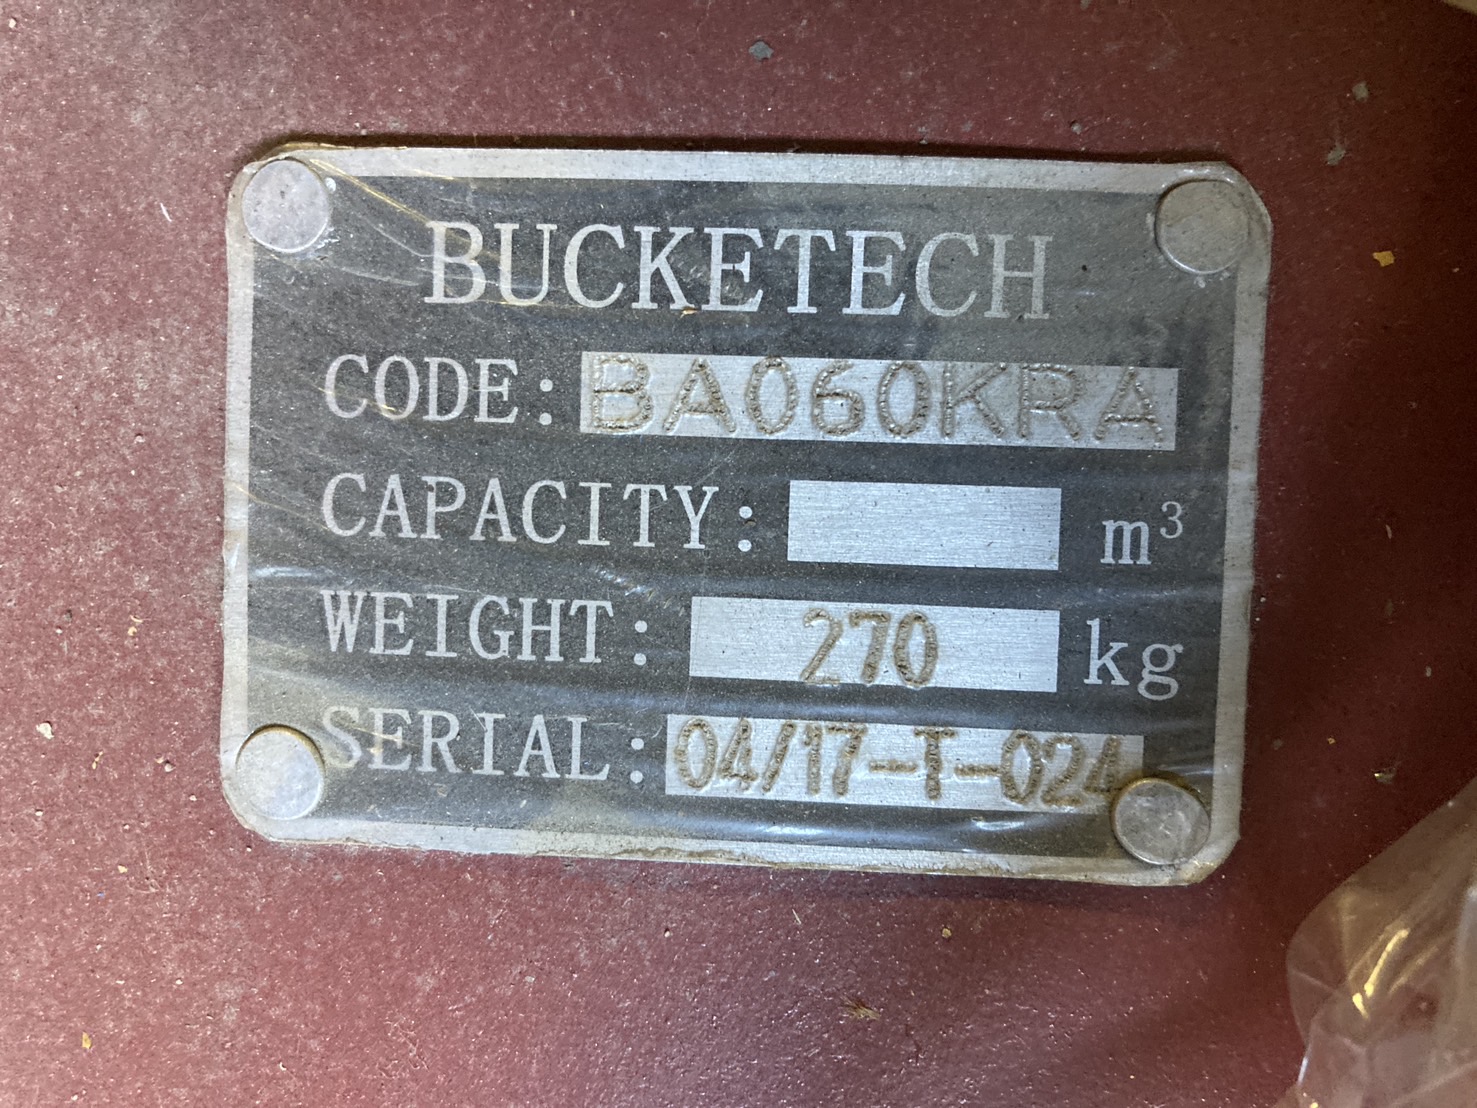 BUCKETECH
CODE: BA060KRA
CAPACITY: m³
WEIGHT: 270 kg
SERIAL: 04/17-T-024